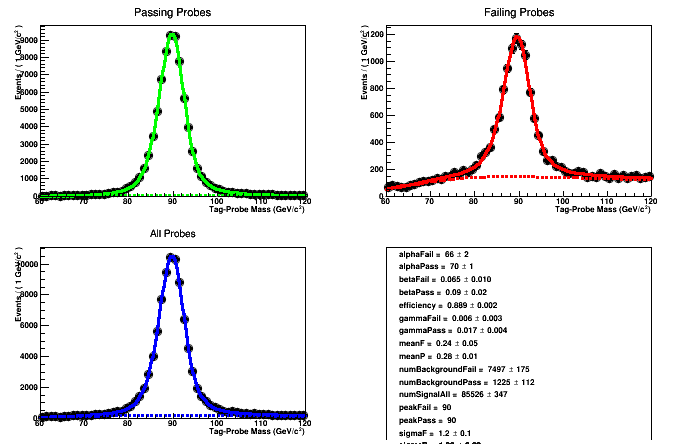 Passing Probes
Events / ( 1 GeV/c² )
9000
8000
7000
6000
5000
4000
3000
2000
1000
0
60 70 80 90 100 110 120
Tag-Probe Mass (GeV/c²)
Failing Probes
Events / ( 1 GeV/c² )
1200
1000
800
600
400
200
60 70 80 90 100 110 120
Tag-Probe Mass (GeV/c²)
All Probes
Events / ( 1 GeV/c² )
8000
6000
4000
2000
0
60 70 80 90 100 110 120
Tag-Probe Mass (GeV/c²)
alphaFail = 66 ± 2
alphaPass = 70 ± 1
betaFail = 0.065 ± 0.010
betaPass = 0.09 ± 0.02
efficiency = 0.889 ± 0.002
gammaFail = 0.006 ± 0.003
gammaPass = 0.017 ± 0.004
meanF = 0.24 ± 0.05
meanP = 0.28 ± 0.01
numBackgroundFail = 7497 ± 175
numBackgroundPass = 1225 ± 112
numSignalAll = 85526 ± 347
peakFail = 90
peakPass = 90
sigmaF = 1.2 ± 0.1